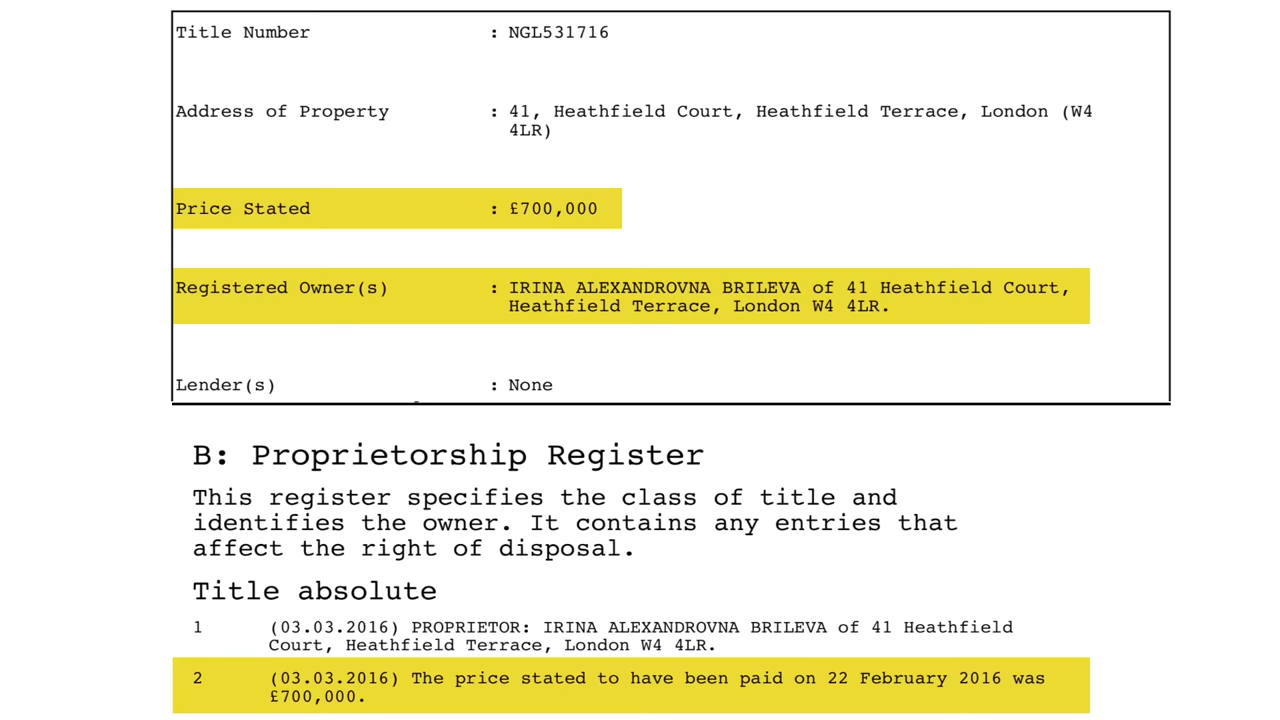 Title Number : NGL531716
Address of Property : 41, Heathfield Court, Heathfield Terrace, London (W4
4LR)
Price Stated : £700,000
Registered Owner(s) : IRINA ALEXANDROVNA BRILEVA of 41 Heathfield Court,
Heathfield Terrace, London W4 4LR.
Lender(s) : None
B: Proprietorship Register
This register specifies the class of title and
identifies the owner. It contains any entries that
affect the right of disposal.
Title absolute
1 (03.03.2016) PROPRIETOR: IRINA ALEXANDROVNA BRILEVA of 41 Heathfield
Court, Heathfield Terrace, London W4 4LR.
2 (03.03.2016) The price stated to have been paid on 22 February 2016 was
£700,000.